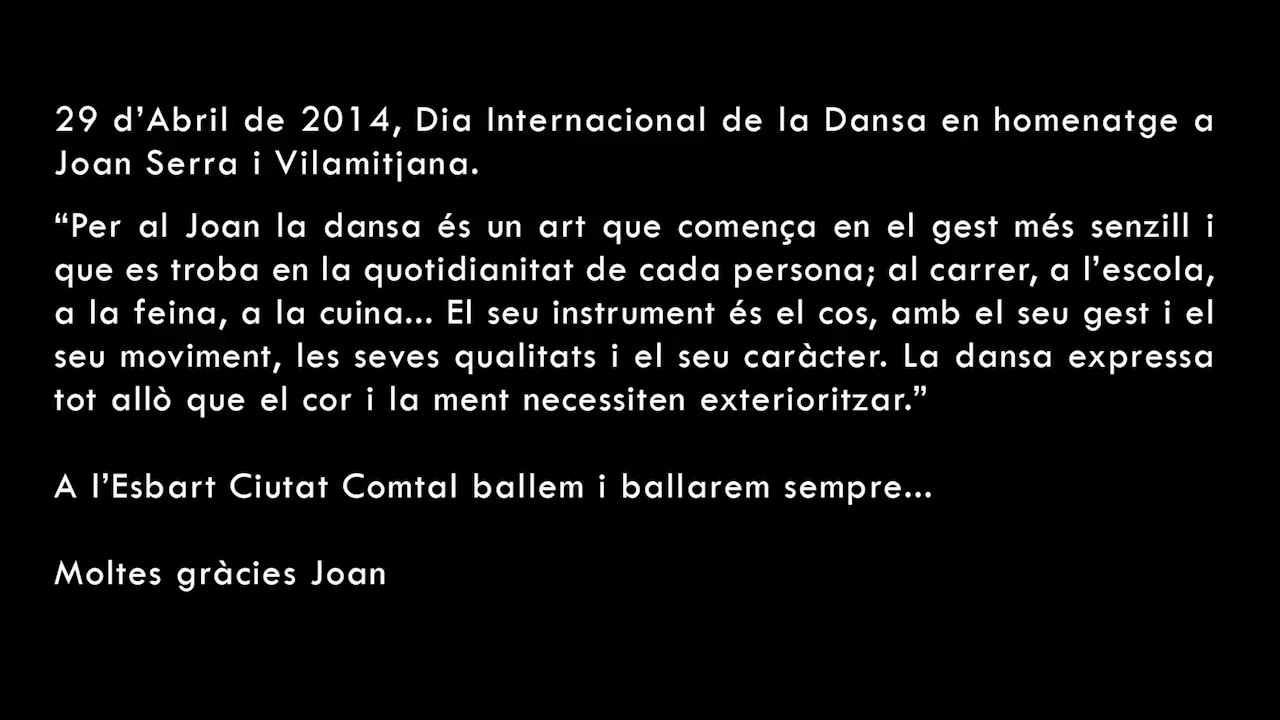 29 d’Abril de 2014, Dia Internacional de la Dansa en homenatge a
Joan Serra i Vilamitjana.
“Per al Joan la dansa és un art que comença en el gest més senzill i
que es troba en la quotidianitat de cada persona; al carrer, a l’escola,
a la feina, a la cuina... El seu instrument és el cos, amb el seu gest i el
seu moviment, les seves qualitats i el seu caràcter. La dansa expressa
tot allò que el cor i la ment necessiten exterioritzar.”
A l’Esbart Ciutat Comtal ballem i ballarem sempre...
Moltes gràcies Joan